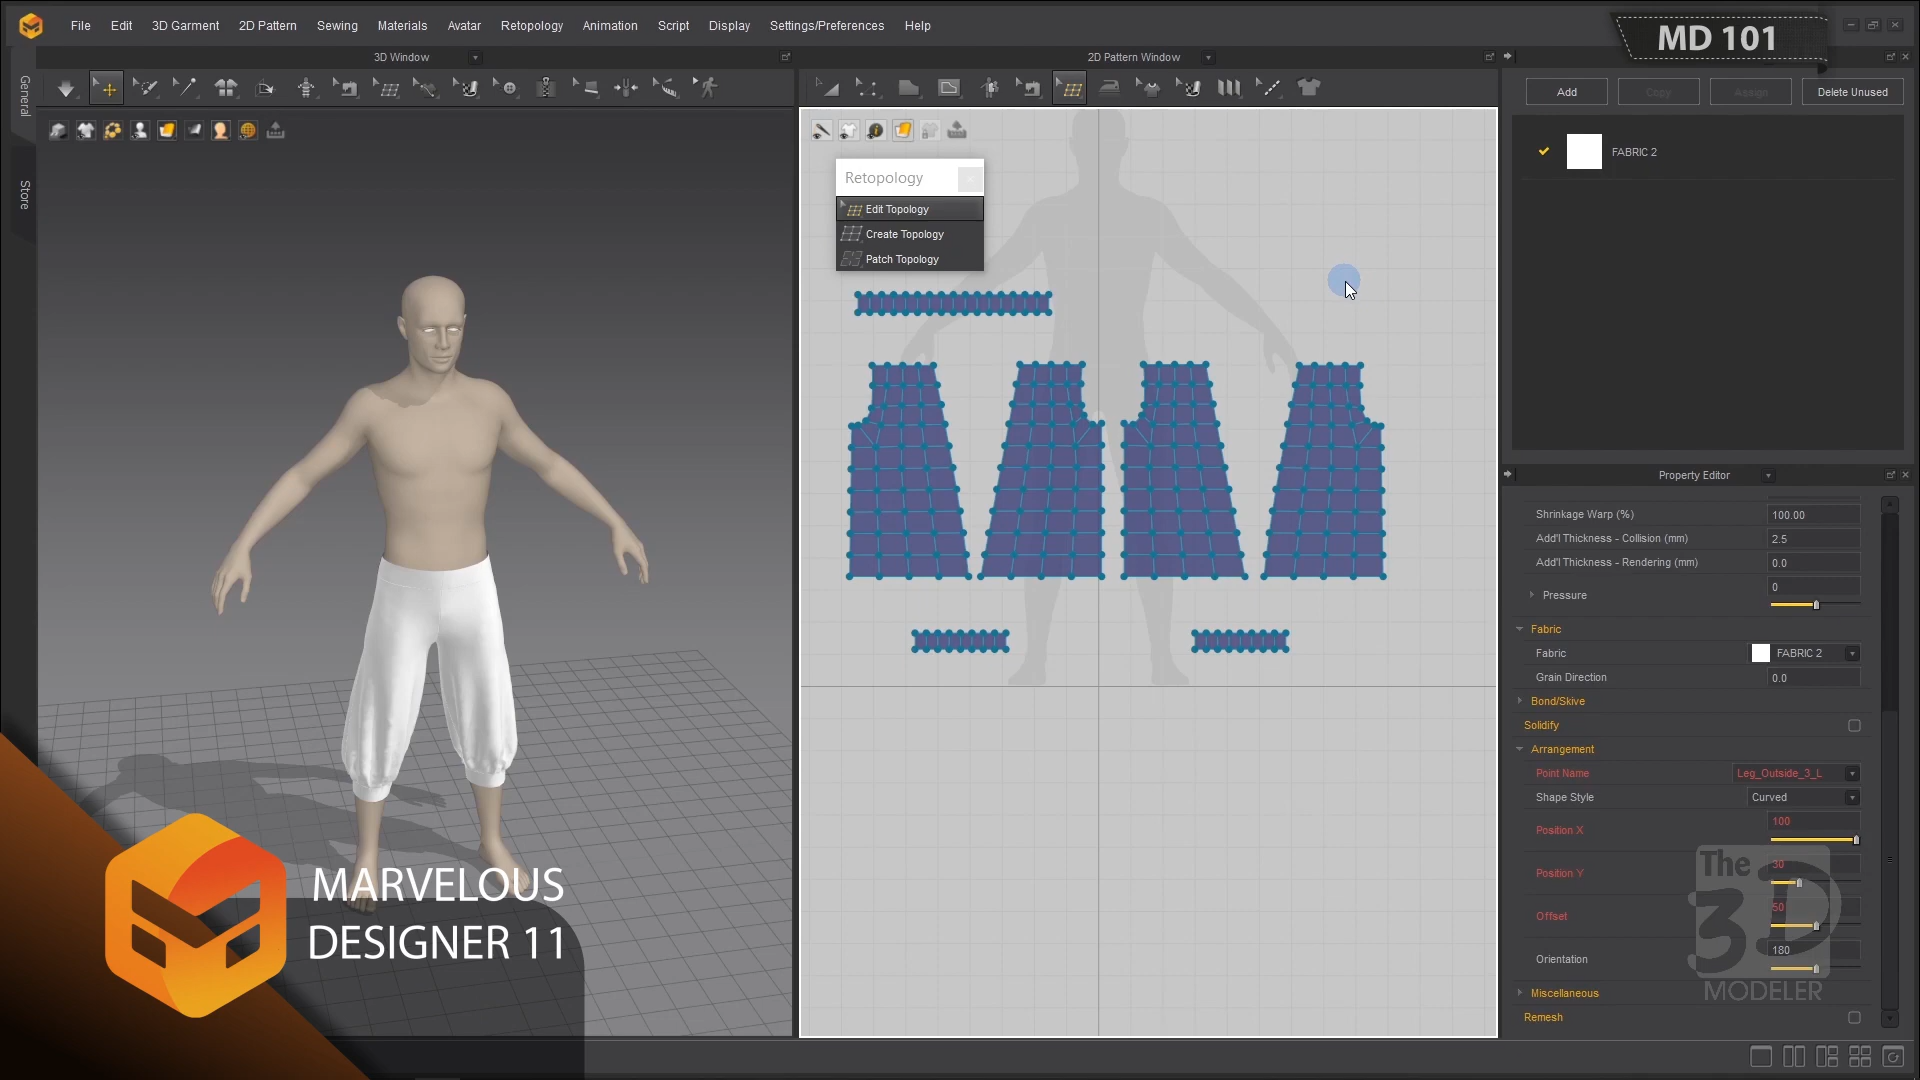 File Edit 3D Garment 2D Pattern Sewing Materials Avatar Retopology Animation Script Display Settings/Preferences Help
MD 101
3D Window
2D Pattern Window
General
Store
Add Copy Assign Delete Unused
FABRIC 2
Retopology
Edit Topology
Create Topology
Patch Topology
Property Editor
Shrinkage Warp (%) 100.00
Add'l Thickness - Collision (mm) 2.5
Add'l Thickness - Rendering (mm) 0.0
Pressure 0
Fabric
Fabric FABRIC 2
Grain Direction 0.0
Bond/Skive
Solidify
Arrangement
Point Name Leg_Outside_3_L
Shape Style Curved
Position X 100
Position Y 30
Offset 50
Orientation 180
Miscellaneous
Remesh
The
3D
MODELER
MARVELOUS
DESIGNER 11